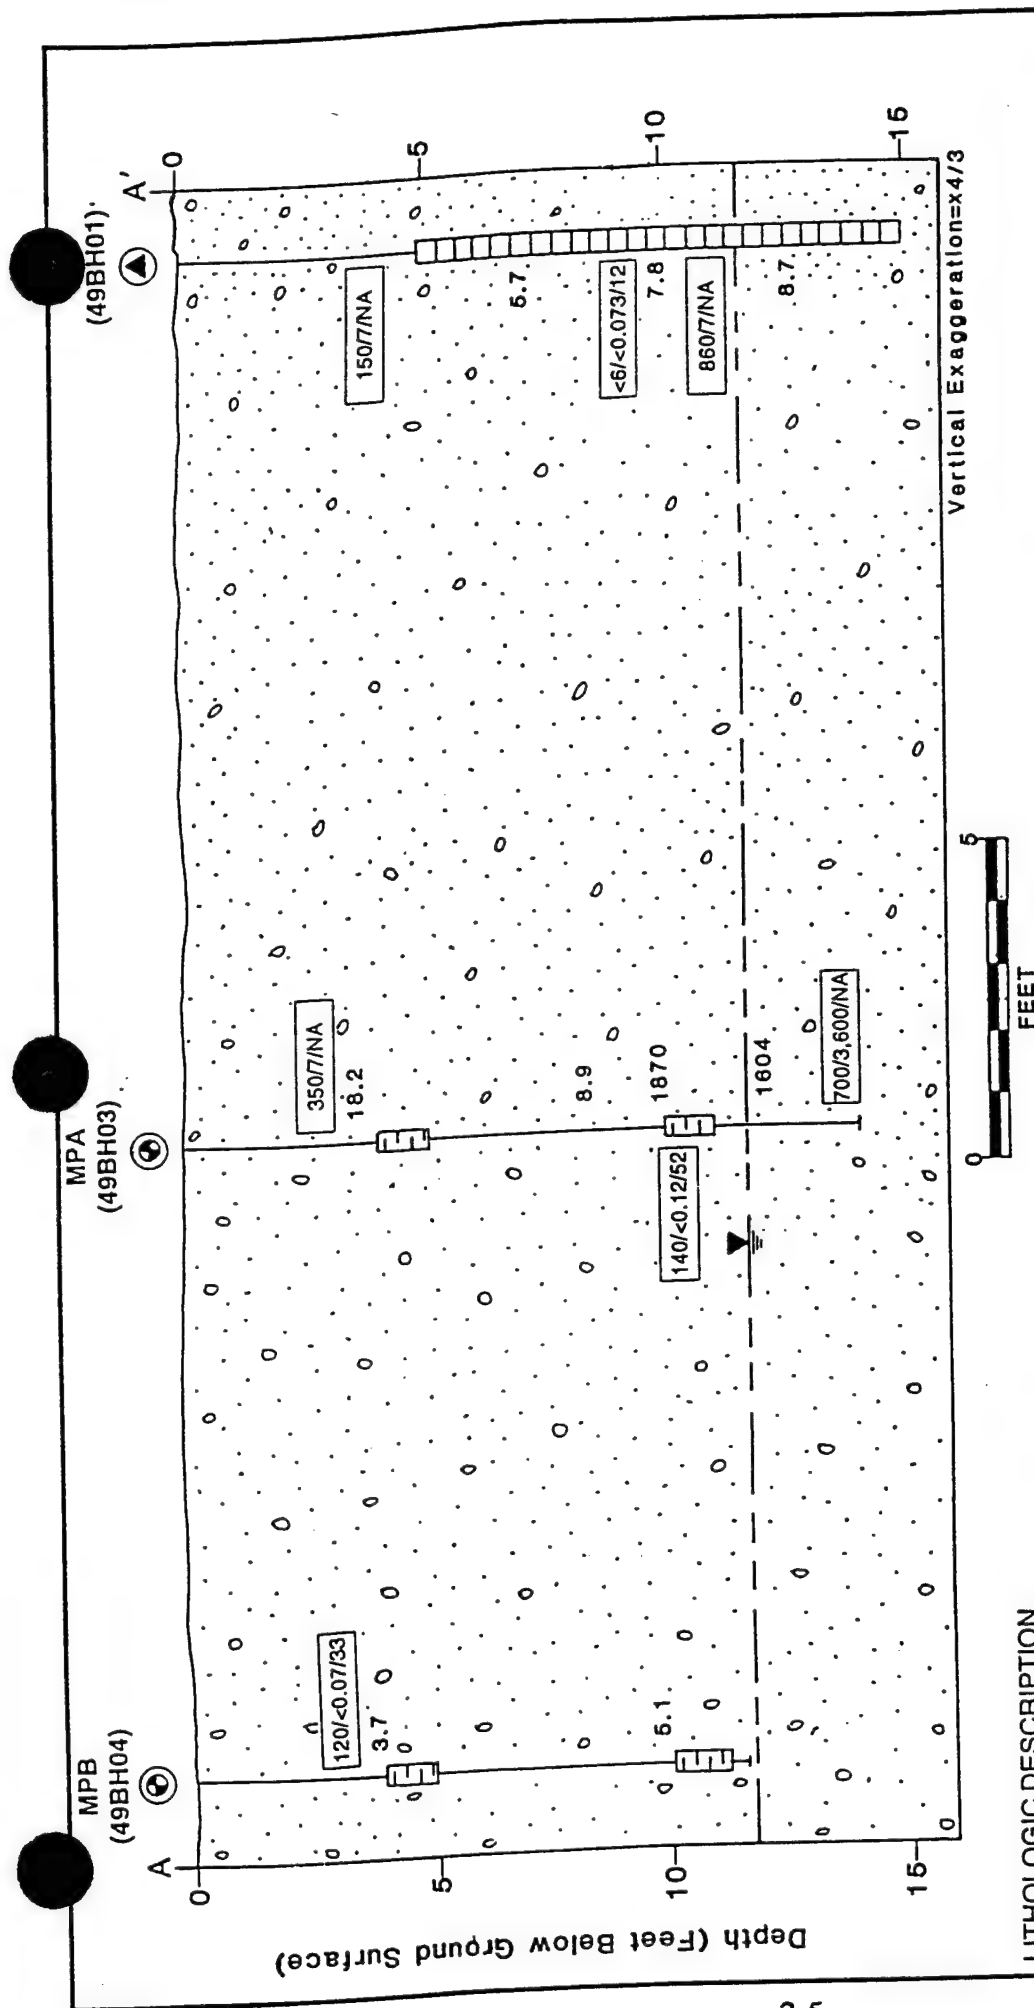 MPB
(49BH04)
MPA
(49BH03)
(49BH01)
A
A'
0
5
10
15
0
5
10
15
Depth (Feet Below Ground Surface)
120/<0.07/33
3.7
5.1
350/7/NA
18.2
8.9
1870
140/<0.12/52
1604
700/3,600/NA
150/7/NA
5.7
<6/<0.073/12
7.8
860/7/NA
8.7
Vertical Exaggeration=x4/3
0
5
FEET
LITHOLOGIC DESCRIPTION